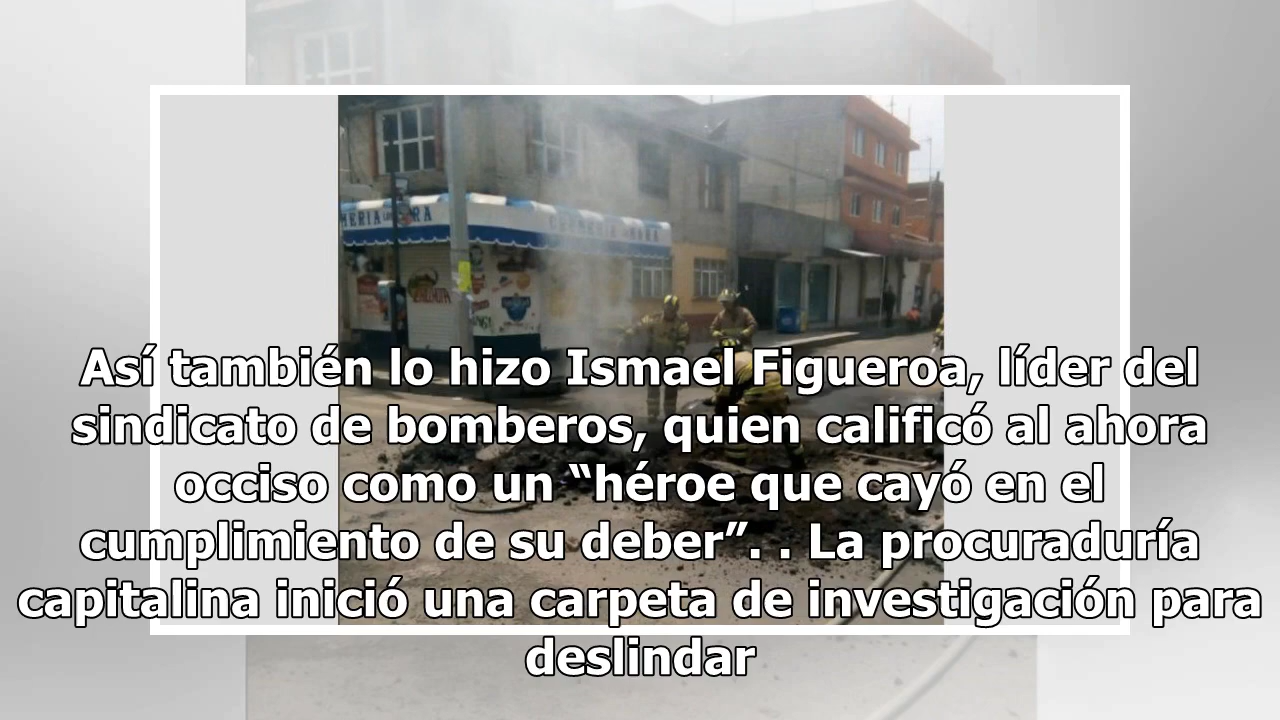 Así también lo hizo Ismael Figueroa, líder del
sindicato de bomberos, quien calificó al ahora
occiso como un “héroe que cayó en el
cumplimiento de su deber”. . La procuraduría
capitalina inició una carpeta de investigación para
deslindar